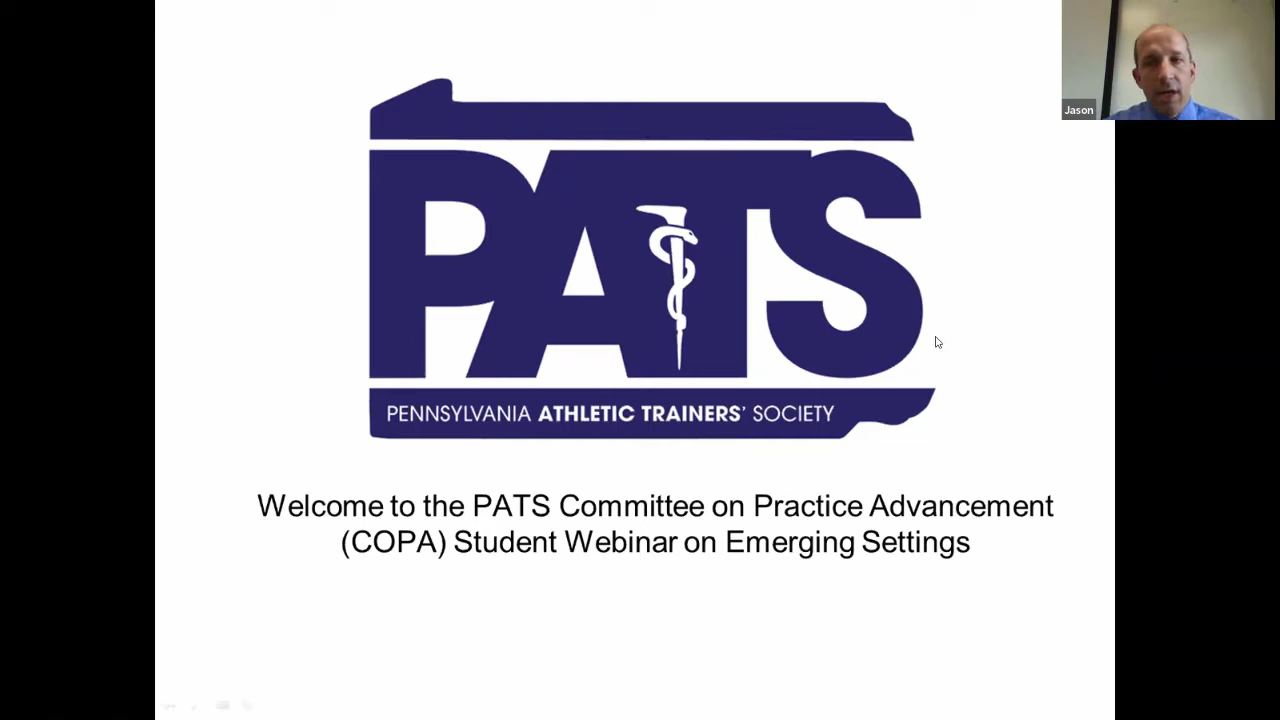 Jason
PATS
PENNSYLVANIA ATHLETIC TRAINERS' SOCIETY
Welcome to the PATS Committee on Practice Advancement
(COPA) Student Webinar on Emerging Settings